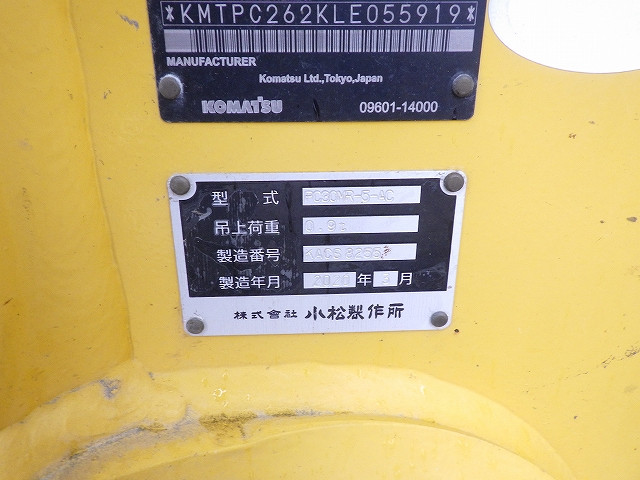 *KMTPC262KLE055919*
MANUFACTURER
Komatsu Ltd.,Tokyo,Japan
KOMATSU 09601-14000
型 式 PC30MR-5-AC
吊上荷重 0.9t
製造番号
製造年月 2020 年 3 月
株式會社 小松製作所